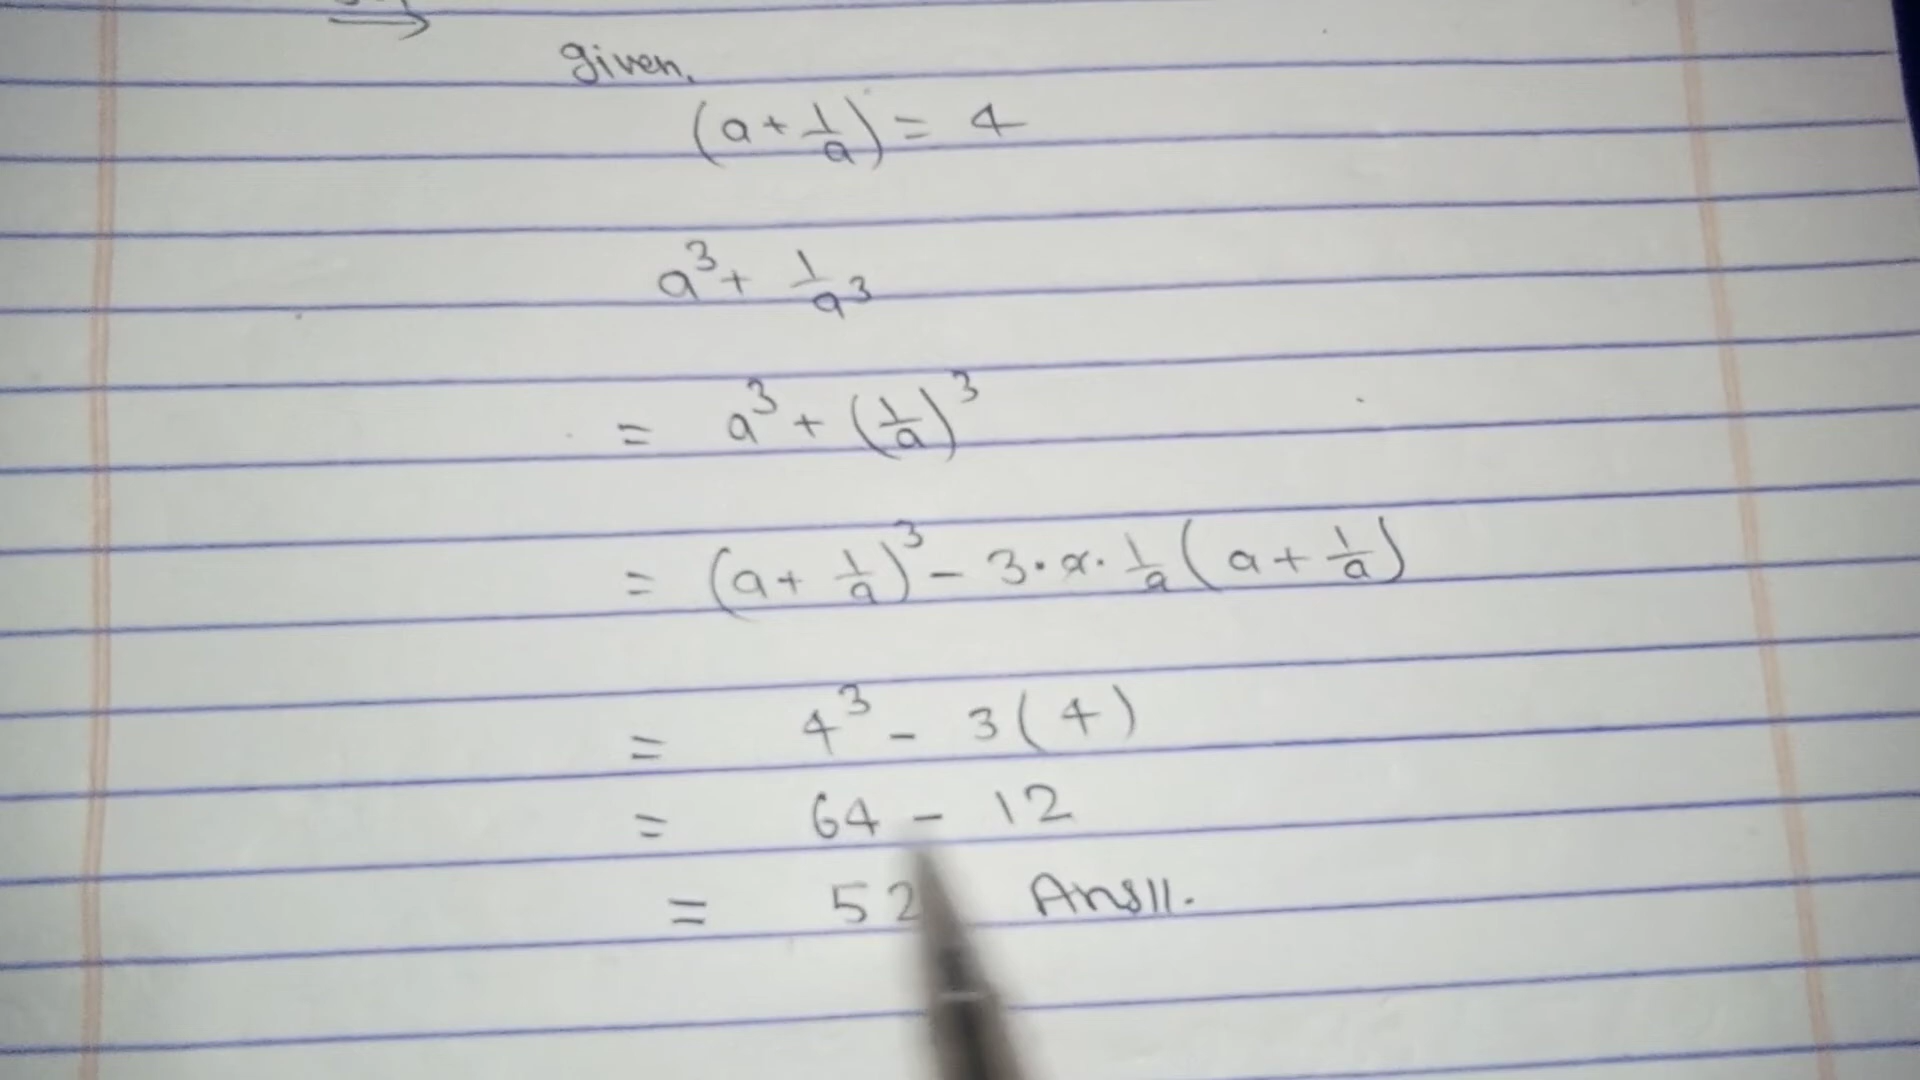 given,
(a + 1/a) = 4
a³ + 1/a³
= a³ + (1/a)³
= (a + 1/a)³ - 3·a·1/a (a + 1/a)
= 4³ - 3(4)
= 64 - 12
= 52 Ans11.